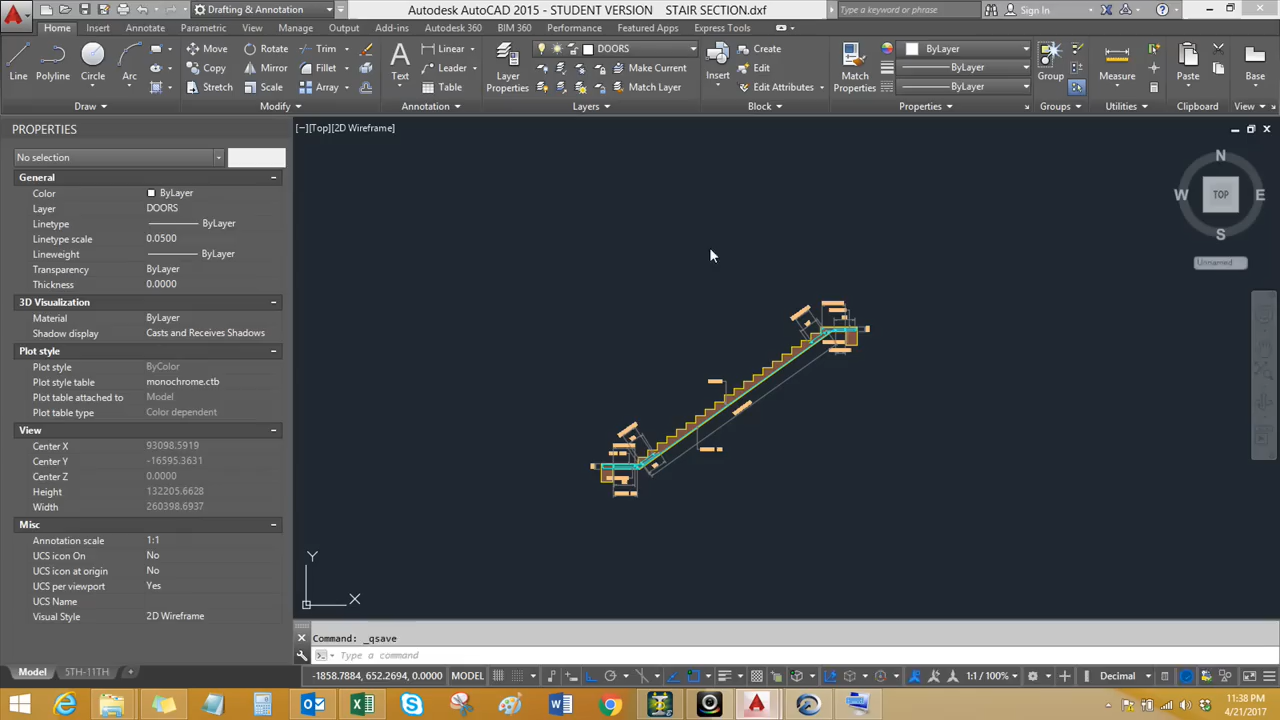 Drafting & Annotation
Autodesk AutoCAD 2015 - STUDENT VERSION STAIR SECTION.dxf
Type a keyword or phrase
Sign In
Home Insert Annotate Parametric View Manage Output Add-ins Autodesk 360 BIM 360 Performance Featured Apps Express Tools
Line Polyline Circle Arc
Move Rotate Trim
Copy Mirror Fillet
Stretch Scale Array
Text
Linear
Leader
Table
Layer Properties
DOORS
Make Current
Match Layer
Insert
Create
Edit
Edit Attributes
Match Properties
ByLayer
ByLayer
ByLayer
Group
Measure
Paste
Base
Draw Modify Annotation Layers Block Properties Groups Utilities Clipboard View
PROPERTIES
No selection
General
Color ByLayer
Layer DOORS
Linetype ByLayer
Linetype scale 0.0500
Lineweight ByLayer
Transparency ByLayer
Thickness 0.0000
3D Visualization
Material ByLayer
Shadow display Casts and Receives Shadows
Plot style
Plot style ByColor
Plot style table monochrome.ctb
Plot table attached to Model
Plot table type Color dependent
View
Center X 93098.5919
Center Y -16595.3631
Center Z 0.0000
Height 132205.6628
Width 260398.6937
Misc
Annotation scale 1:1
UCS icon On No
UCS icon at origin No
UCS per viewport Yes
UCS Name
Visual Style 2D Wireframe
[−][Top][2D Wireframe]
N
W TOP E
S
Unnamed
Y
X
Command: _qsave
Type a command
Model 5TH-11TH +
-1858.7884, 652.2694, 0.0000 MODEL
1:1 / 100%
Decimal
11:38 PM
4/21/2017